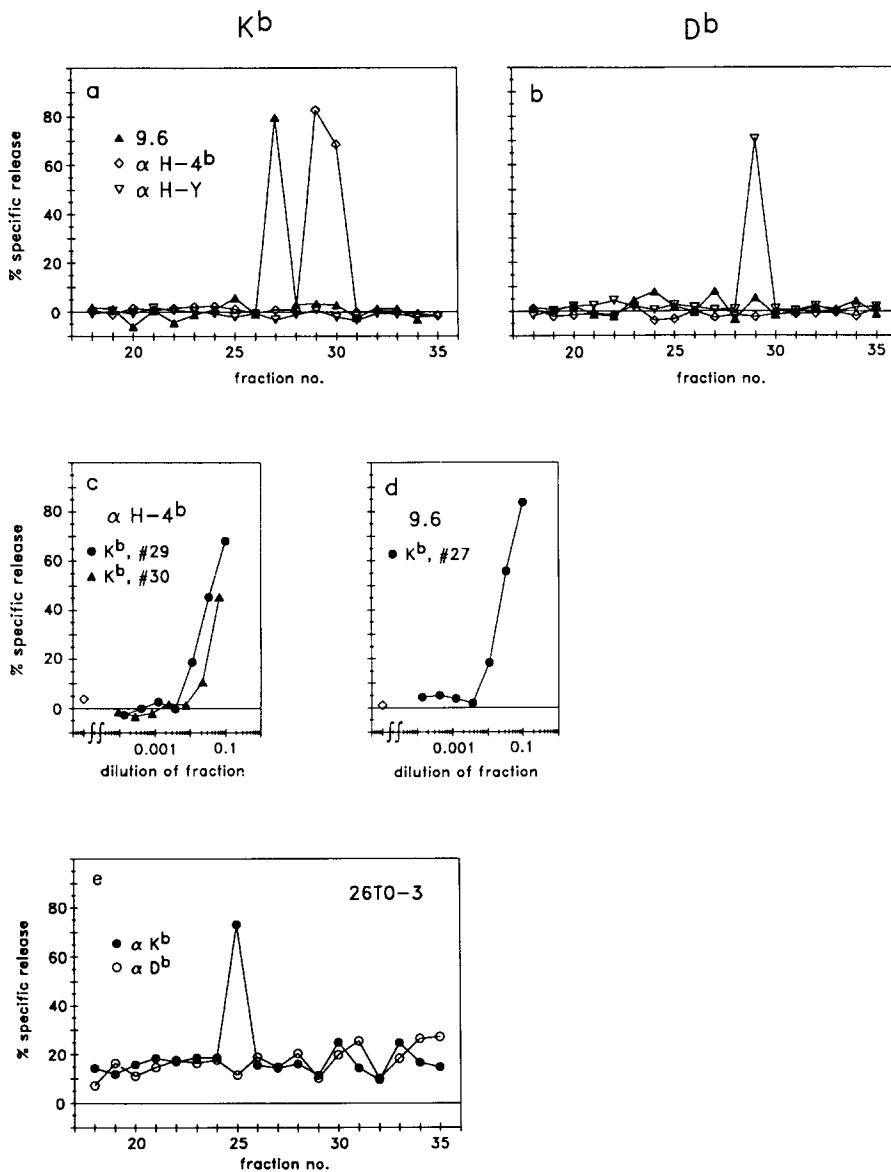 Kb
Db
a
9.6
α H-4b
α H-Y
% specific release
80
60
40
20
0
20
25
30
35
fraction no.
b
20
25
30
35
fraction no.
c
α H-4b
Kb, #29
Kb, #30
% specific release
80
60
40
20
0
0.001
0.1
dilution of fraction
d
9.6
Kb, #27
0.001
0.1
dilution of fraction
e
26TO-3
α Kb
α Db
% specific release
80
60
40
20
0
20
25
30
35
fraction no.